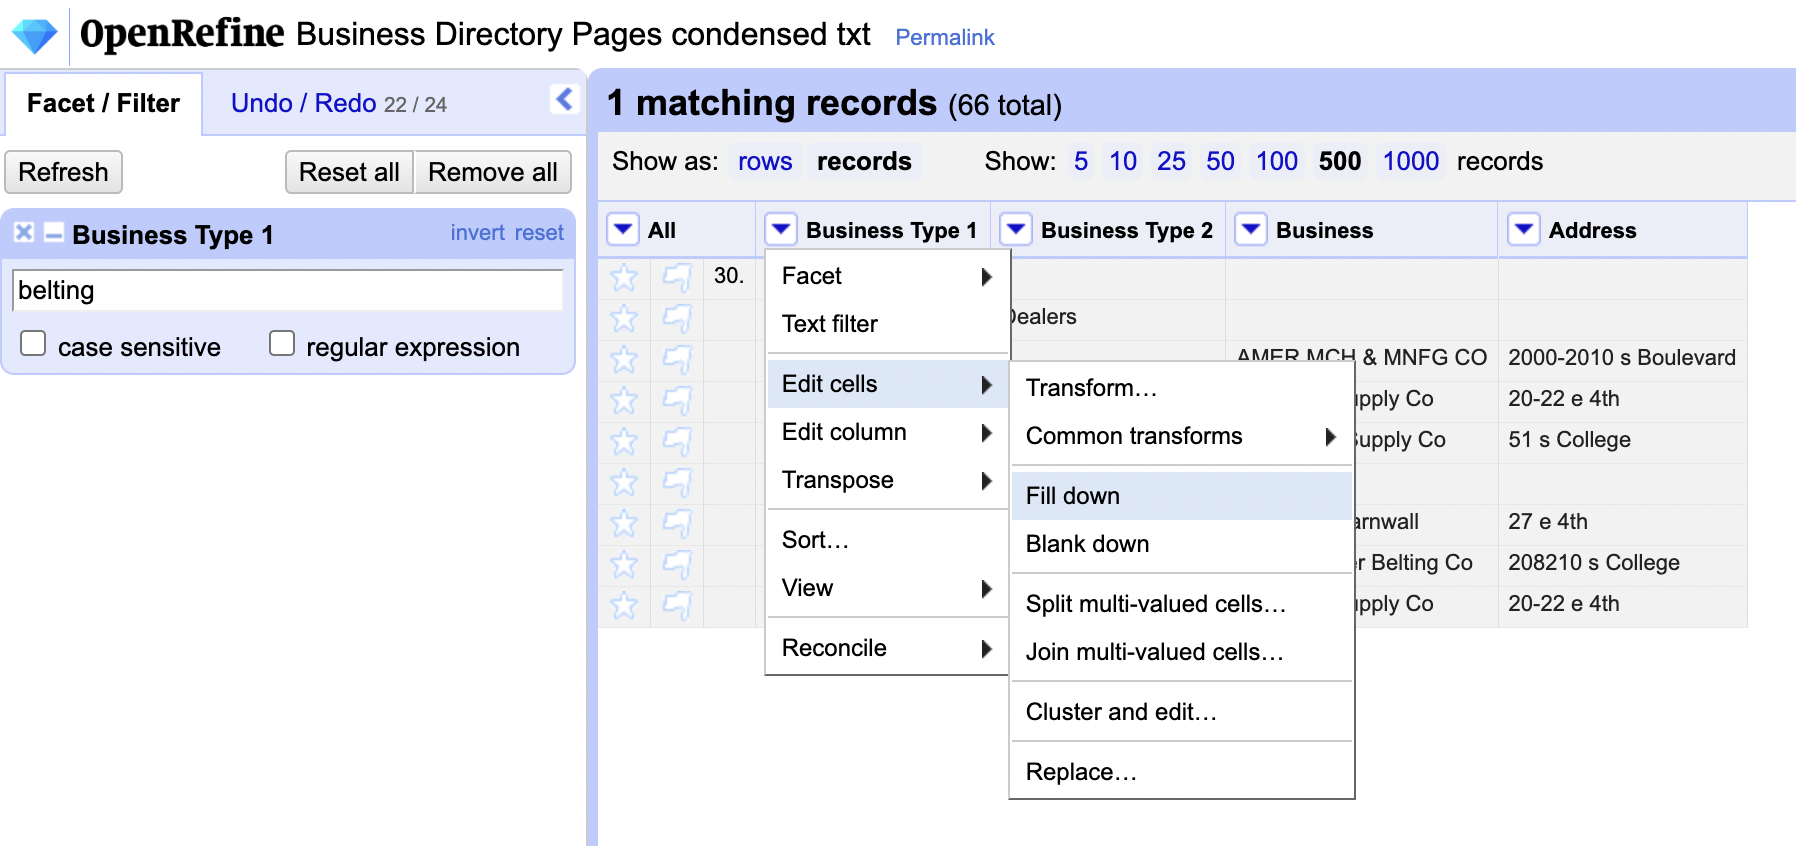 OpenRefine Business Directory Pages condensed txt Permalink
Facet / Filter Undo / Redo 22 / 24
1 matching records (66 total)
Refresh Reset all Remove all
Show as: rows records Show: 5 10 25 50 100 500 1000 records
Business Type 1 invert reset
belting
case sensitive regular expression
All Business Type 1 Business Type 2 Business Address
30.
Dealers
AMER MCH & MNFG CO 2000-2010 s Boulevard
upply Co 20-22 e 4th
Supply Co 51 s College
arnwall 27 e 4th
er Belting Co 208210 s College
upply Co 20-22 e 4th
Facet
Text filter
Edit cells
Edit column
Transpose
Sort…
View
Reconcile
Transform…
Common transforms
Fill down
Blank down
Split multi-valued cells…
Join multi-valued cells…
Cluster and edit…
Replace…